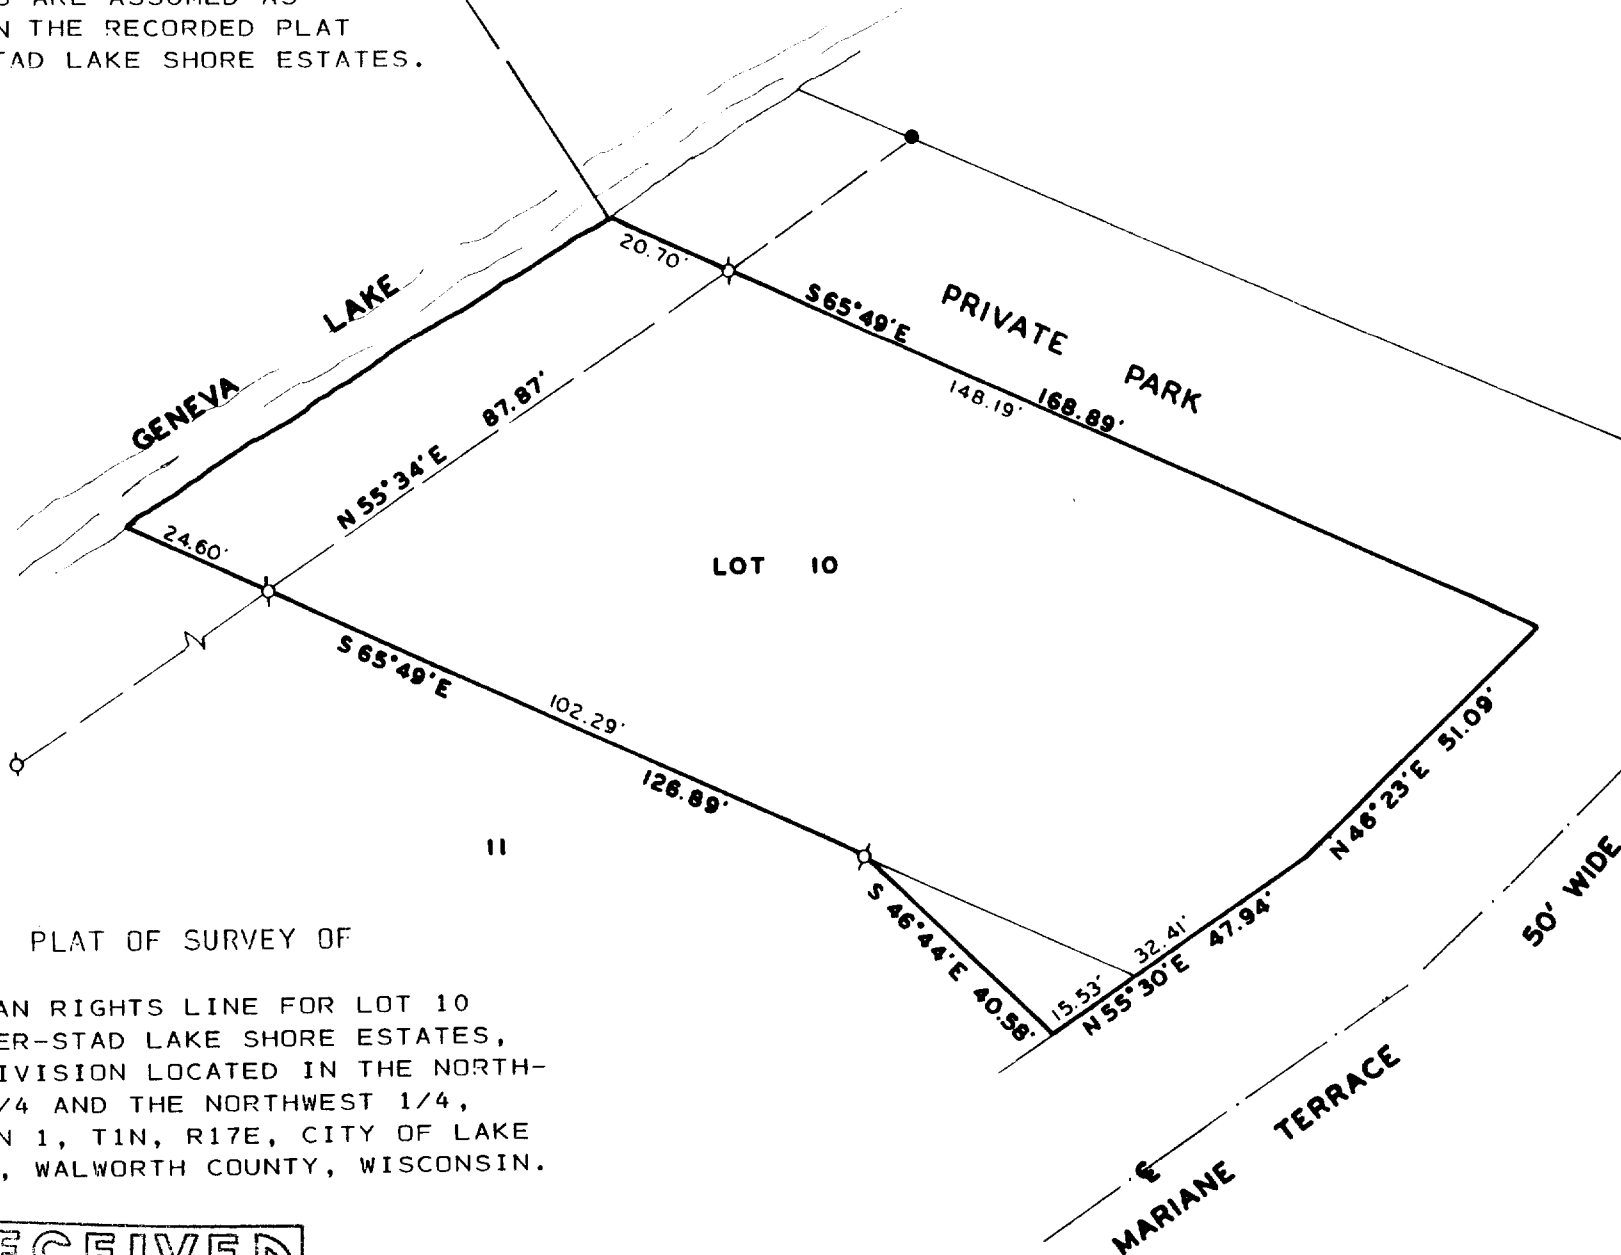 ARE ASSUMED AS
THE RECORDED PLAT
LAKE SHORE ESTATES.
GENEVA LAKE
20.70'
S 65°49'E
148.19'
168.89'
PRIVATE PARK
N 55°34'E 87.87'
24.60'
LOT 10
S 65°49'E
102.29'
126.89'
11
N 46°23'E 51.09'
S 46°44'E 40.58'
15.53'
32.41'
N 55°30'E 47.94'
50' WIDE
℄
MARIANE TERRACE
PLAT OF SURVEY OF
AN RIGHTS LINE FOR LOT 10
ER-STAD LAKE SHORE ESTATES,
IVISION LOCATED IN THE NORTH-
/4 AND THE NORTHWEST 1/4,
N 1, T1N, R17E, CITY OF LAKE
, WALWORTH COUNTY, WISCONSIN.
ECEIVED